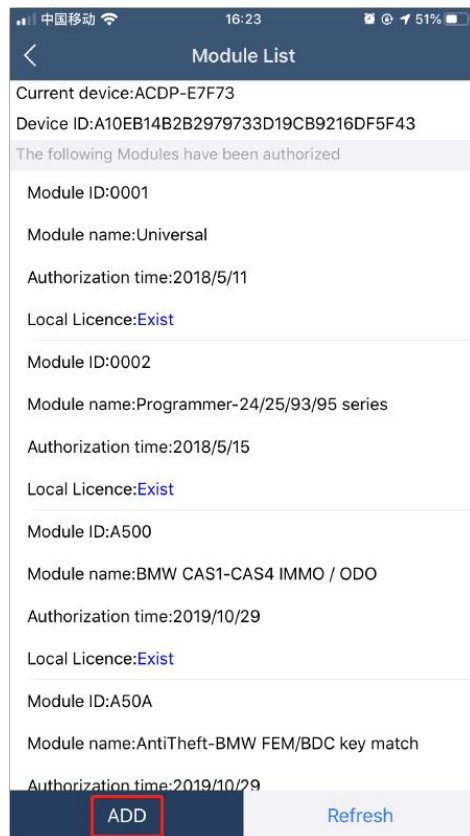 中国移动 16:23 51%
Module List
Current device:ACDP-E7F73
Device ID:A10EB14B2B2979733D19CB9216DF5F43
The following Modules have been authorized
Module ID:0001
Module name:Universal
Authorization time:2018/5/11
Local Licence:Exist
Module ID:0002
Module name:Programmer-24/25/93/95 series
Authorization time:2018/5/15
Local Licence:Exist
Module ID:A500
Module name:BMW CAS1-CAS4 IMMO / ODO
Authorization time:2019/10/29
Local Licence:Exist
Module ID:A50A
Module name:AntiTheft-BMW FEM/BDC key match
Authorization time:2019/10/29
ADD Refresh